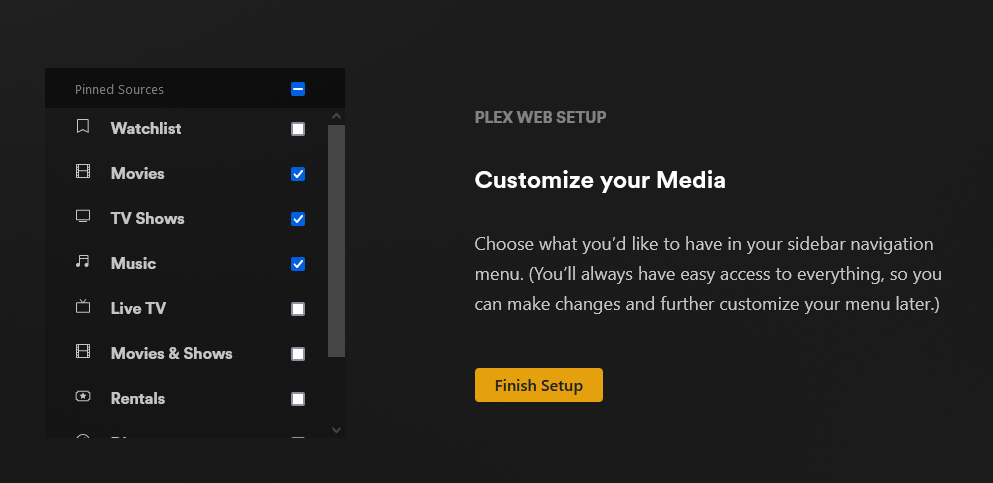 Pinned Sources
Watchlist
Movies
TV Shows
Music
Live TV
Movies & Shows
Rentals
PLEX WEB SETUP
Customize your Media
Choose what you’d like to have in your sidebar navigation
menu. (You’ll always have easy access to everything, so you
can make changes and further customize your menu later.)
Finish Setup